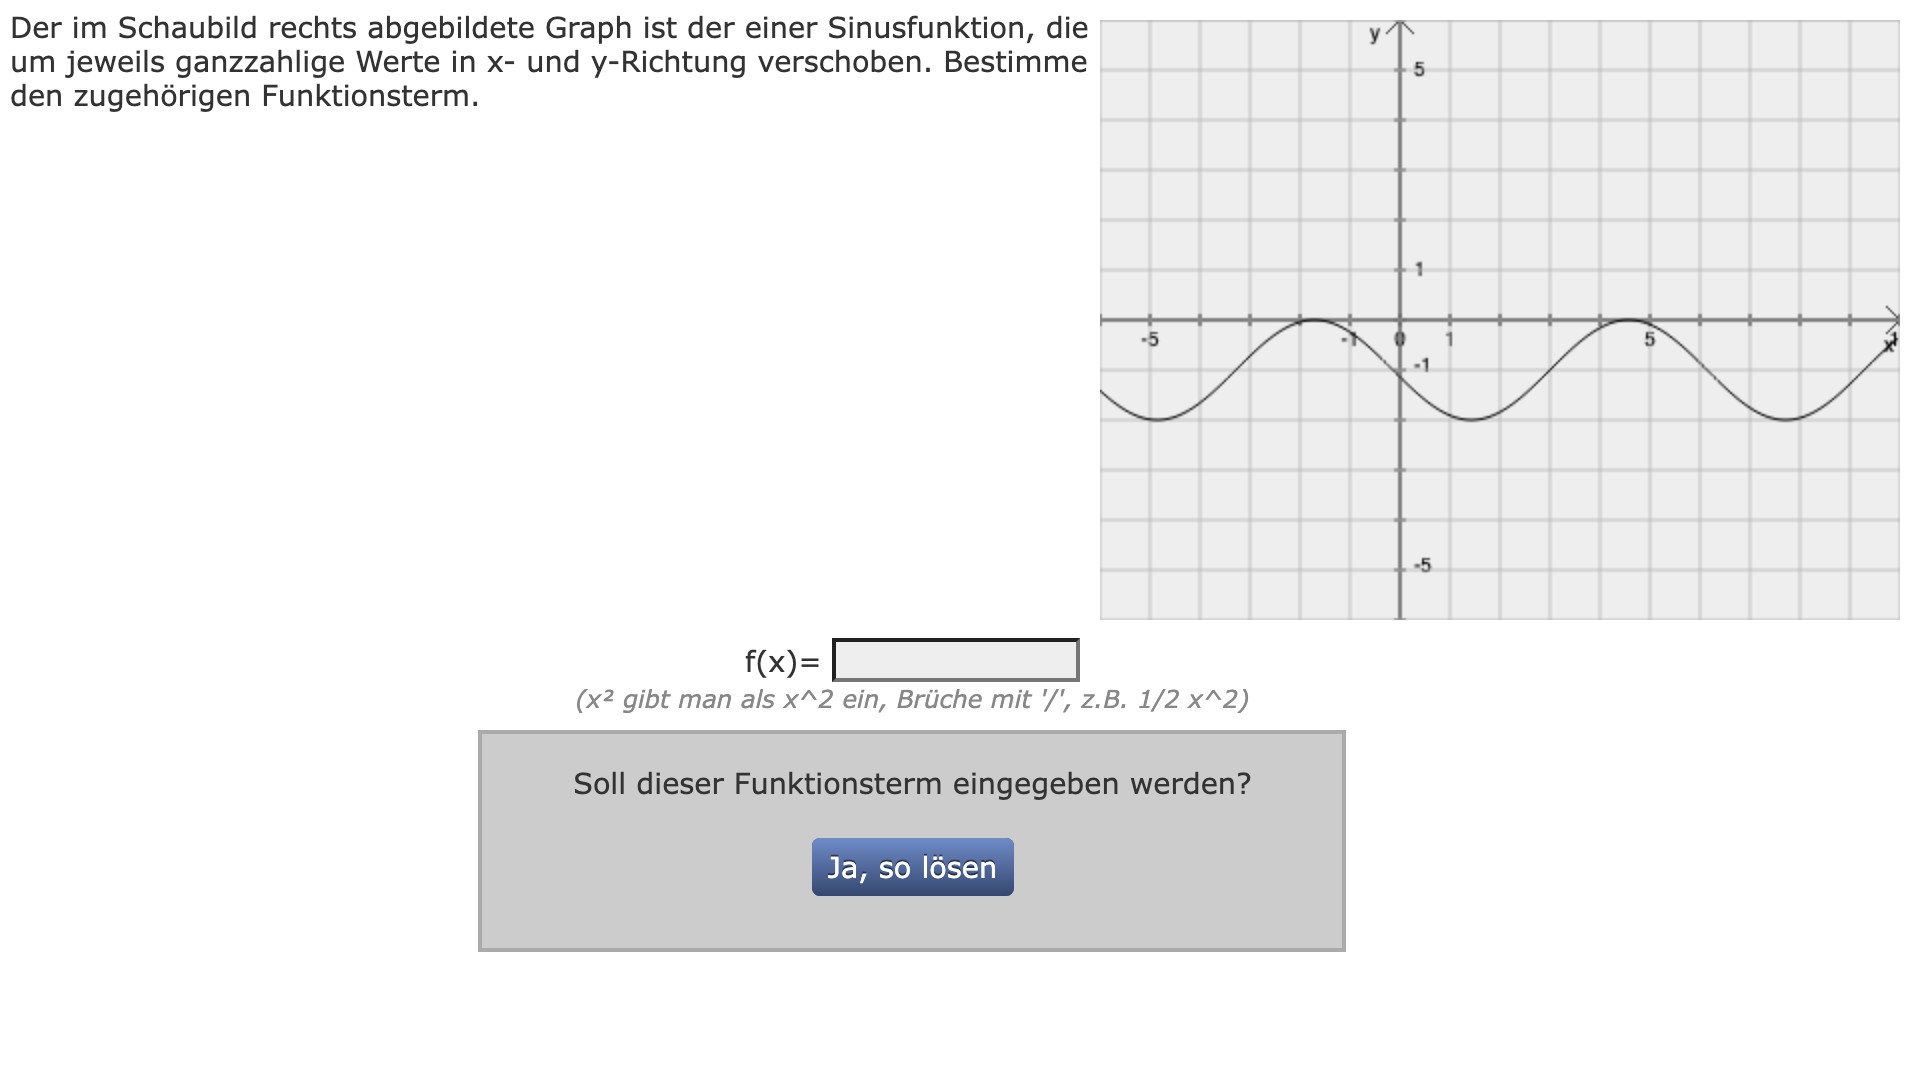 Der im Schaubild rechts abgebildete Graph ist der einer Sinusfunktion, die
um jeweils ganzzahlige Werte in x- und y-Richtung verschoben. Bestimme
den zugehörigen Funktionsterm.
y
5
1
-5
-1
0
1
5
1
x
-1
-5
f(x)=
(x² gibt man als x^2 ein, Brüche mit '/', z.B. 1/2 x^2)
Soll dieser Funktionsterm eingegeben werden?
Ja, so lösen